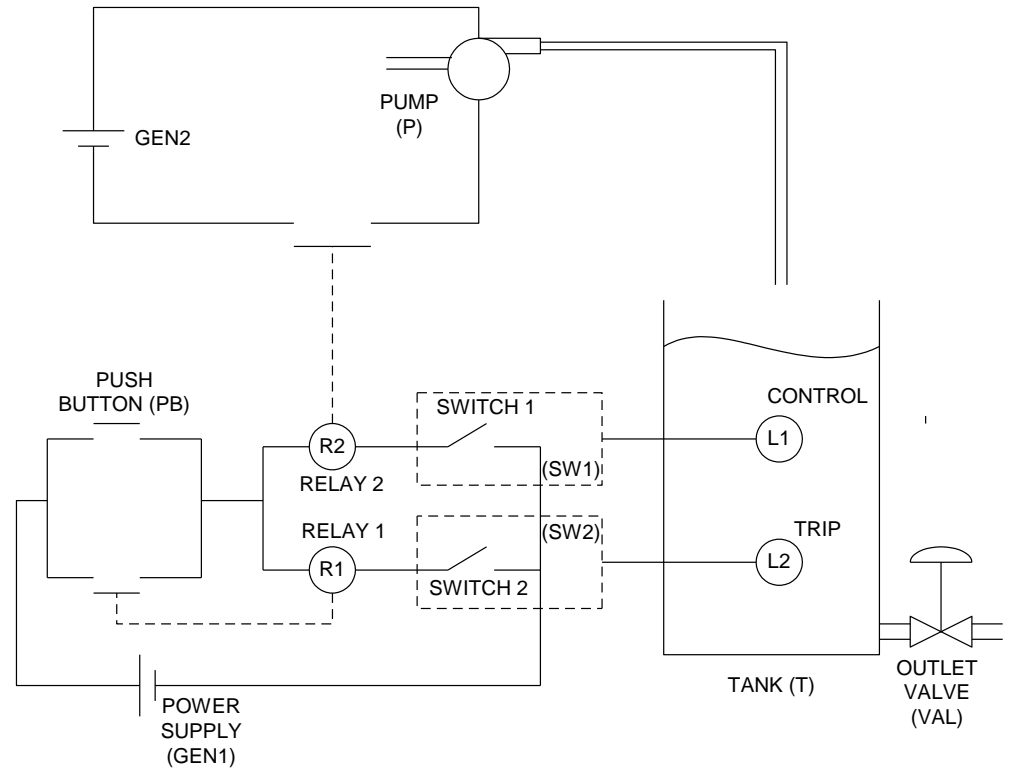 GEN2
PUMP
(P)
PUSH
BUTTON (PB)
SWITCH 1
CONTROL
R2
L1
(SW1)
RELAY 2
RELAY 1
(SW2)
TRIP
R1
L2
SWITCH 2
TANK (T)
OUTLET
VALVE
(VAL)
POWER
SUPPLY
(GEN1)